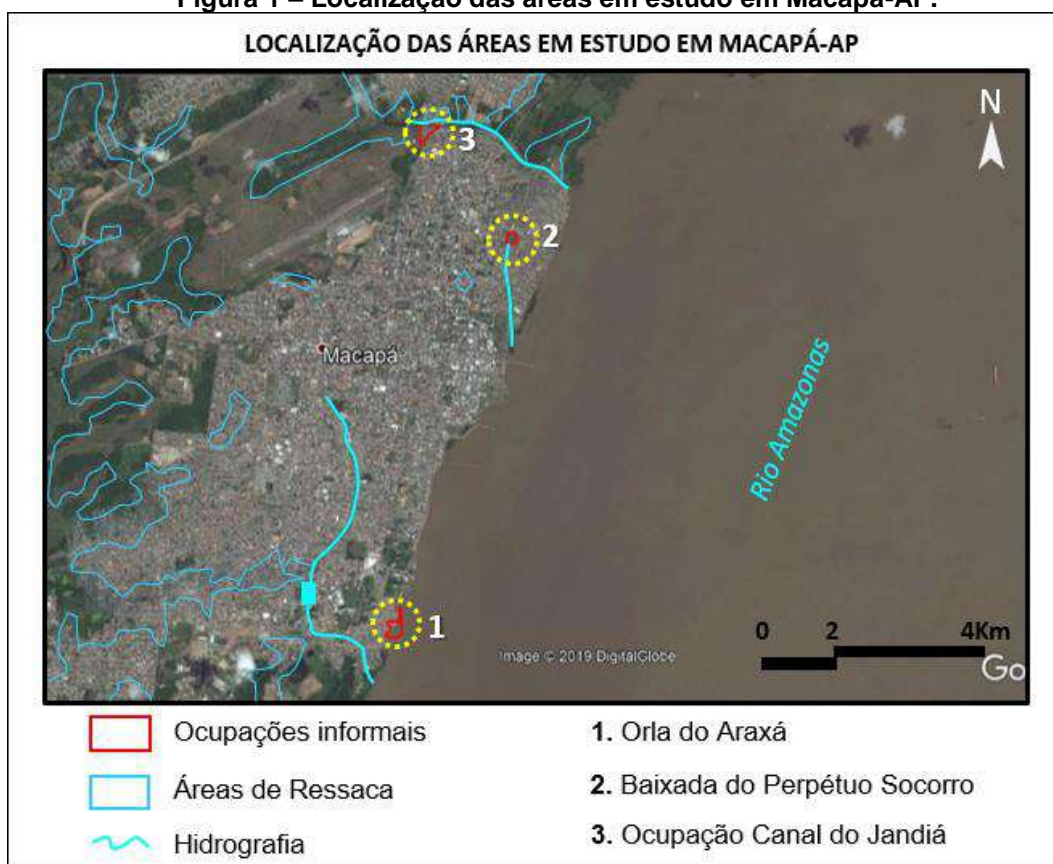 Figura 1 – Localização das áreas em estudo em Macapá-AP.
LOCALIZAÇÃO DAS ÁREAS EM ESTUDO EM MACAPÁ-AP
N
3
2
Macapá
Rio Amazonas
1
0 2 4Km
Image © 2019 DigitalGlobe
Go
Ocupações informais
Áreas de Ressaca
Hidrografia
1. Orla do Araxá
2. Baixada do Perpétuo Socorro
3. Ocupação Canal do Jandiá